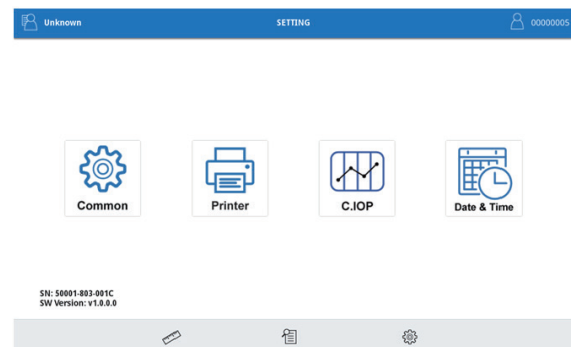 Unknown
SETTING
00000005
Common
Printer
C.IOP
Date & Time
SN: 50001-803-001C
SW Version: v1.0.0.0